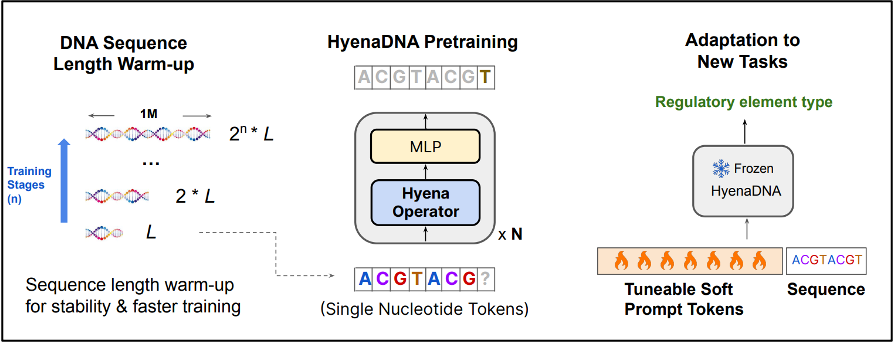 DNA Sequence
Length Warm-up
1M
2ⁿ * L
...
Training
Stages
(n)
2 * L
L
Sequence length warm-up
for stability & faster training
HyenaDNA Pretraining
ACGTACGT
MLP
Hyena
Operator
x N
ACGTACG?
(Single Nucleotide Tokens)
Adaptation to
New Tasks
Regulatory element type
Frozen
HyenaDNA
ACGTACGT
Tuneable Soft
Prompt Tokens
Sequence